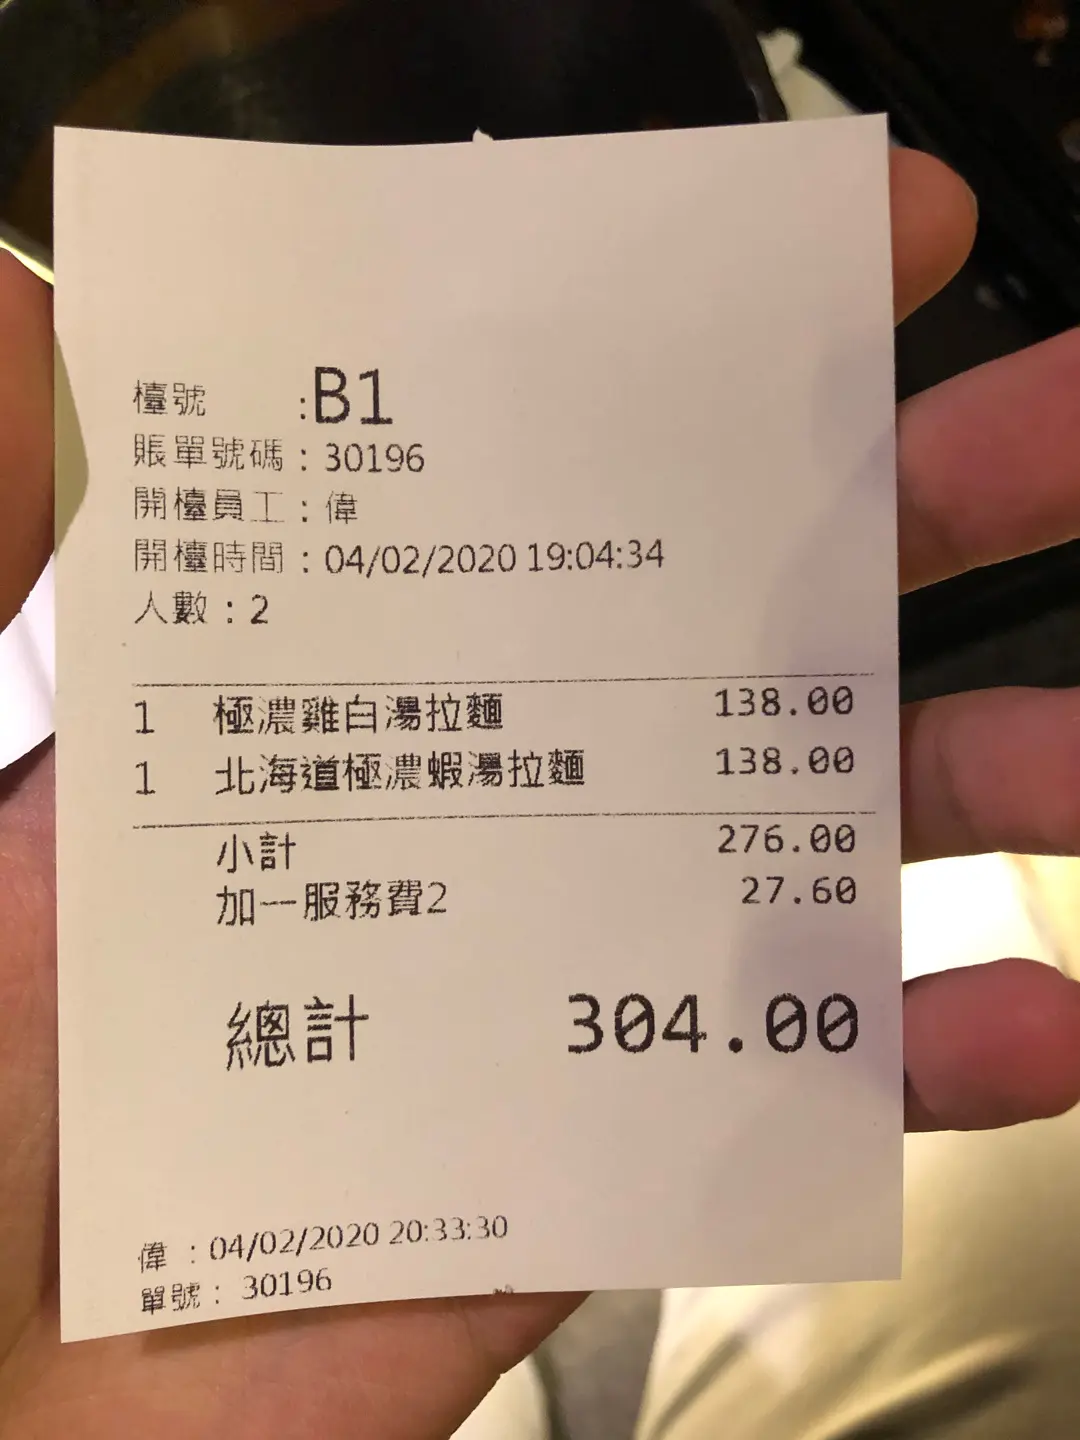 檯號 :B1
賬單號碼 : 30196
開檯員工 : 偉
開檯時間 : 04/02/2020 19:04:34
人數 : 2
1 極濃雞白湯拉麵 138.00
1 北海道極濃蝦湯拉麵 138.00
小計 276.00
加一服務費2 27.60
總計 304.00
偉 : 04/02/2020 20:33:30
單號 : 30196